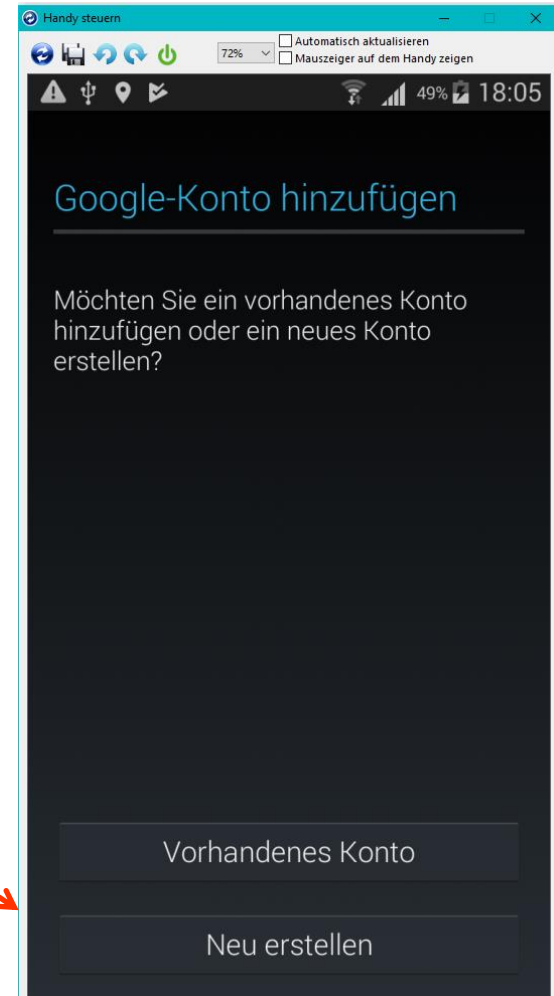 Handy steuern
72%
Automatisch aktualisieren
Mauszeiger auf dem Handy zeigen
49% 18:05
Google-Konto hinzufügen
Möchten Sie ein vorhandenes Konto
hinzufügen oder ein neues Konto
erstellen?
Vorhandenes Konto
Neu erstellen